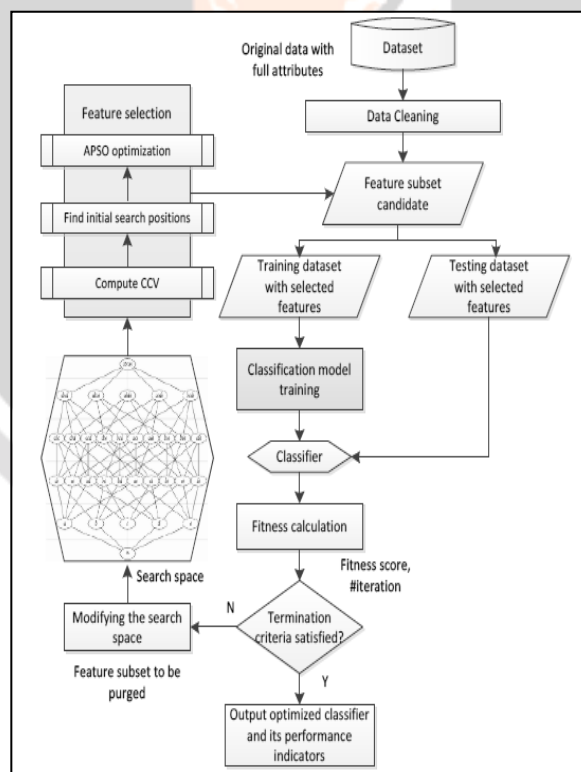 Original data with
full attributes
Dataset
Data Cleaning
Feature selection
APSO optimization
Find initial search positions
Compute CCV
Feature subset
candidate
Training dataset
with selected
features
Testing dataset
with selected
features
Classification model
training
Classifier
Fitness calculation
Fitness score,
#iteration
Search space
N
Modifying the search
space
Termination
criteria satisfied?
Feature subset to be
purged
Y
Output optimized classifier
and its performance
indicators